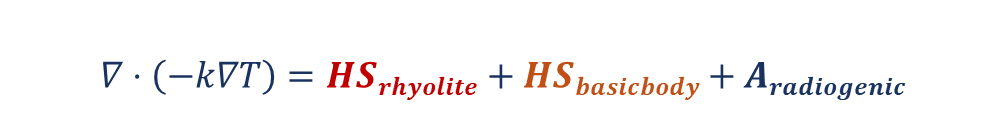 ∇ · (−k∇T) = HS_rhyolite + HS_basicbody + A_radiogenic